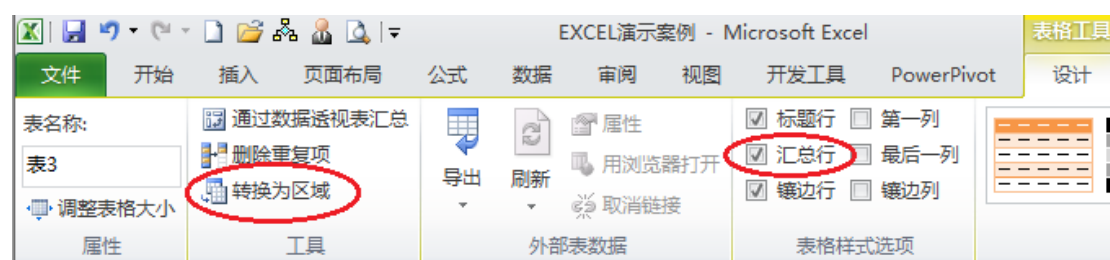 EXCEL演示案例 - Microsoft Excel
表格工具
文件 开始 插入 页面布局 公式 数据 审阅 视图 开发工具 PowerPivot 设计
表名称: 通过数据透视表汇总 属性 标题行 第一列
表3 删除重复项 用浏览器打开 汇总行 最后一列
调整表格大小 转换为区域 导出 刷新 取消链接 镶边行 镶边列
属性 工具 外部表数据 表格样式选项